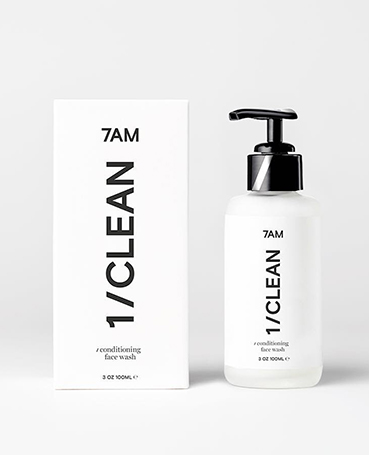 7AM
1/CLEAN
r conditioning
face wash
3 OZ 100ML ℮
7AM
1/CLEAN
r conditioning
face wash
3 OZ 100ML ℮